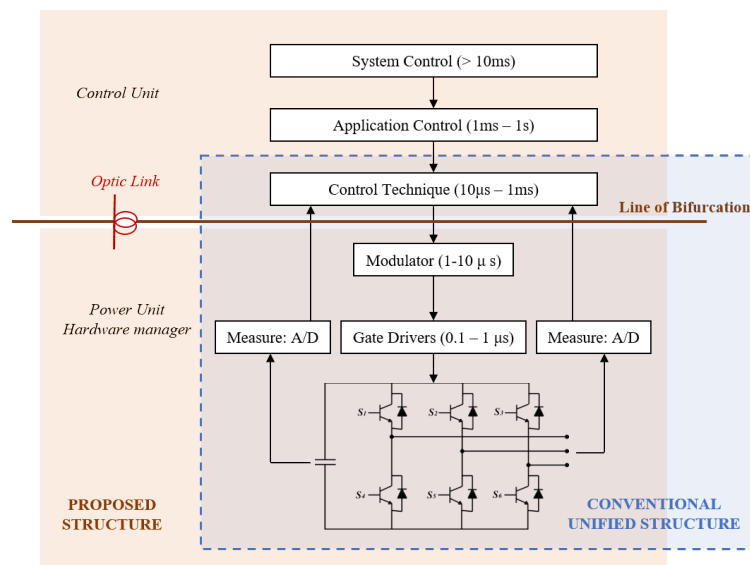 System Control (> 10ms)
Control Unit
Application Control (1ms – 1s)
Optic Link
Control Technique (10μs – 1ms)
Line of Bifurcation
Modulator (1-10 μ s)
Power Unit
Hardware manager
Measure: A/D
Gate Drivers (0.1 – 1 μs)
Measure: A/D
S1
S2
S3
S4
S5
S6
PROPOSED
STRUCTURE
CONVENTIONAL
UNIFIED STRUCTURE